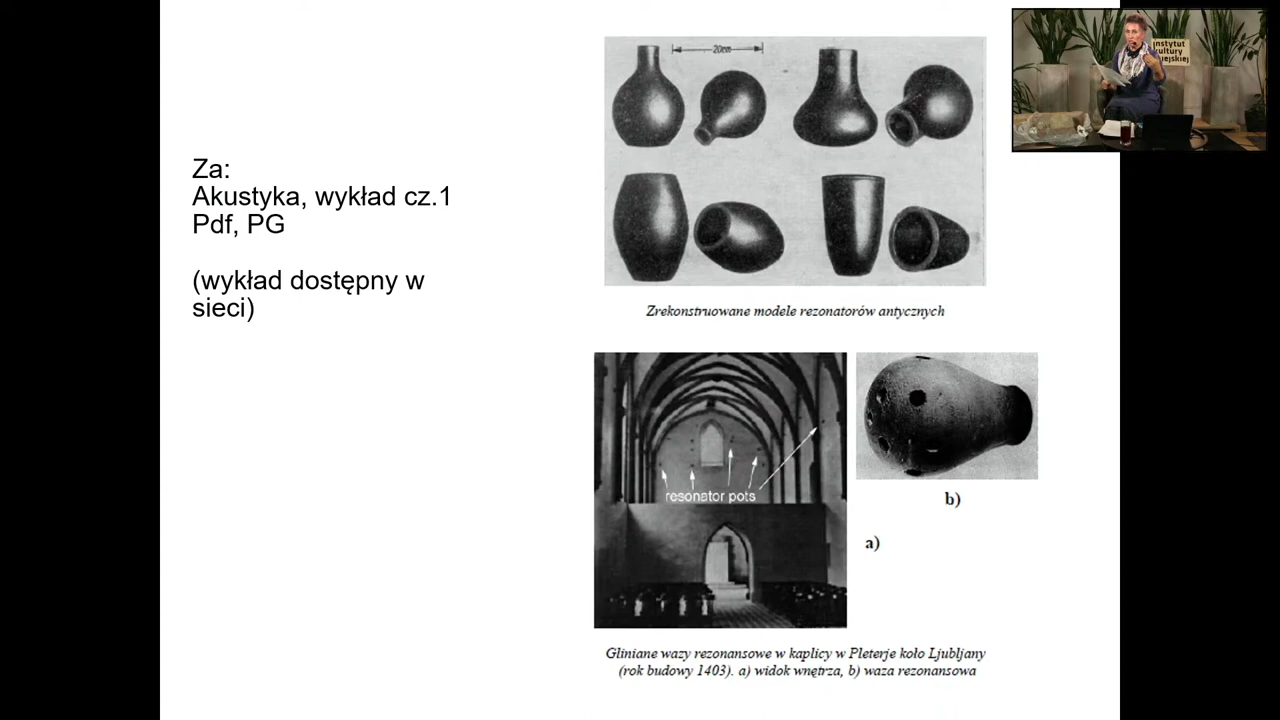 Za:
Akustyka, wykład cz.1
Pdf, PG
(wykład dostępny w
sieci)
20cm
Zrekonstruowane modele rezonatorów antycznych
resonator pots
b)
a)
Gliniane wazy rezonansowe w kaplicy w Pleterje koło Ljubljany
(rok budowy 1403). a) widok wnętrza, b) waza rezonansowa
instytut
kultury
miejskiej